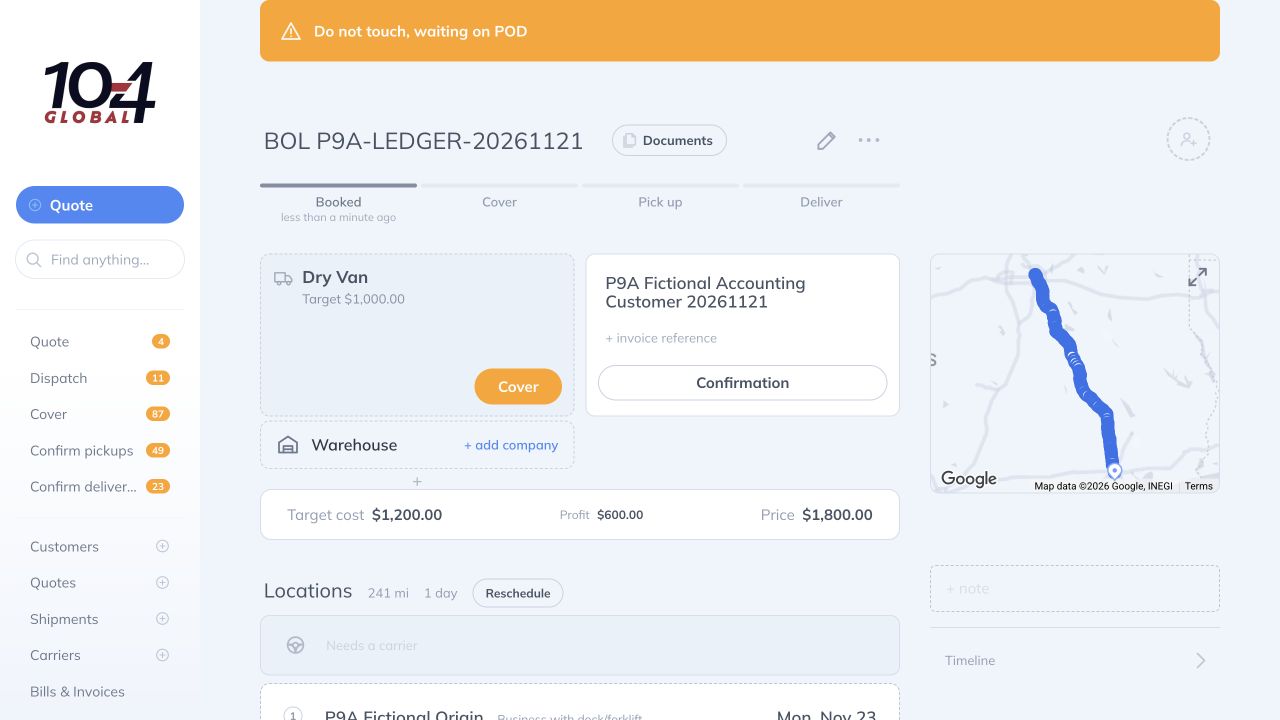 Do not touch, waiting on POD
104
GLOBAL
BOL P9A-LEDGER-20261121
Documents
Booked
less than a minute ago
Cover
Pick up
Deliver
Quote
Find anything...
Quote 4
Dispatch 11
Cover 87
Confirm pickups 49
Confirm deliver... 23
Customers
Quotes
Shipments
Carriers
Bills & Invoices
Dry Van
Target $1,000.00
Cover
P9A Fictional Accounting
Customer 20261121
+ invoice reference
Confirmation
Warehouse
+ add company
+
Target cost $1,200.00
Profit $600.00
Price $1,800.00
S
Google
Map data ©2026 Google, INEGI
Terms
Locations
241 mi
1 day
Reschedule
Needs a carrier
1
P9A Fictional Origin
Business with dock/forklift
Mon, Nov 23
+ note
Timeline